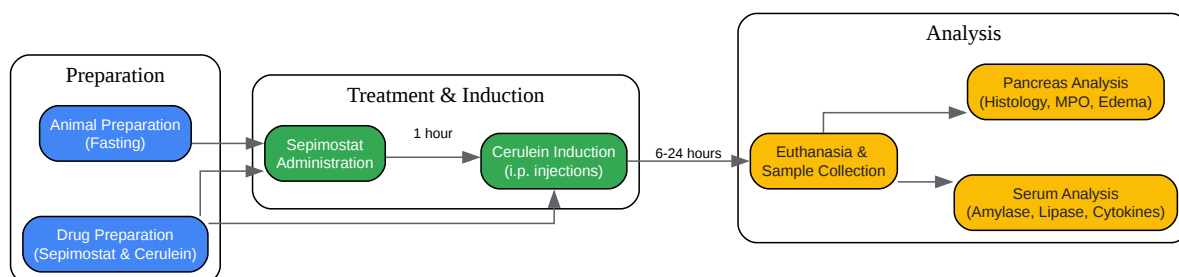 Preparation
Animal Preparation
(Fasting)
Drug Preparation
(Sepimostat & Cerulein)
Treatment & Induction
Sepimostat
Administration
1 hour
Cerulein Induction
(i.p. injections)
6-24 hours
Analysis
Euthanasia &
Sample Collection
Pancreas Analysis
(Histology, MPO, Edema)
Serum Analysis
(Amylase, Lipase, Cytokines)